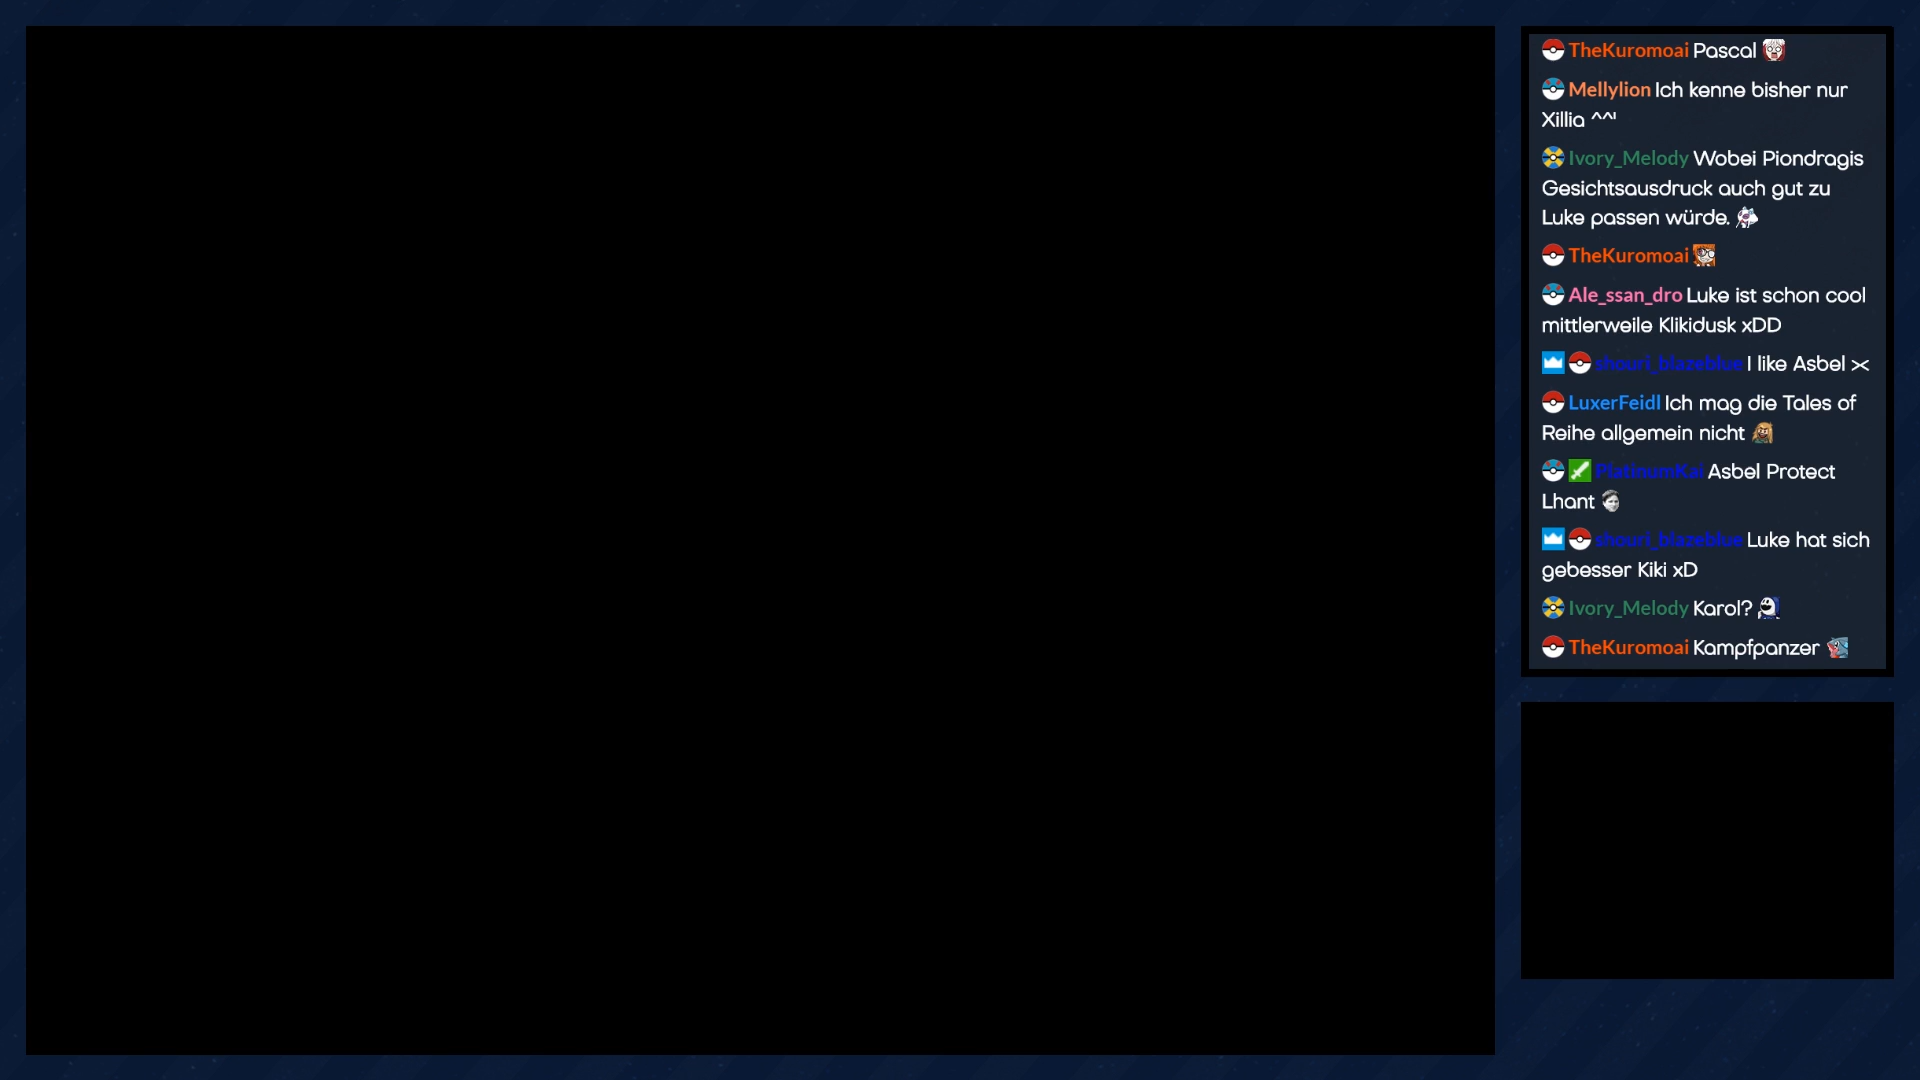 TheKuromoai Pascal
Mellylion Ich kenne bisher nur
Xillia ^^'
Ivory_Melody Wobei Piondragis
Gesichtsausdruck auch gut zu
Luke passen würde.
TheKuromoai
Ale_ssan_dro Luke ist schon cool
mittlerweile Klikidusk xDD
shouri_blazeblue I like Asbel ><
LuxerFeidl Ich mag die Tales of
Reihe allgemein nicht
PlatinumKai Asbel Protect
Lhant
shouri_blazeblue Luke hat sich
gebesser Kiki xD
Ivory_Melody Karol?
TheKuromoai Kampfpanzer